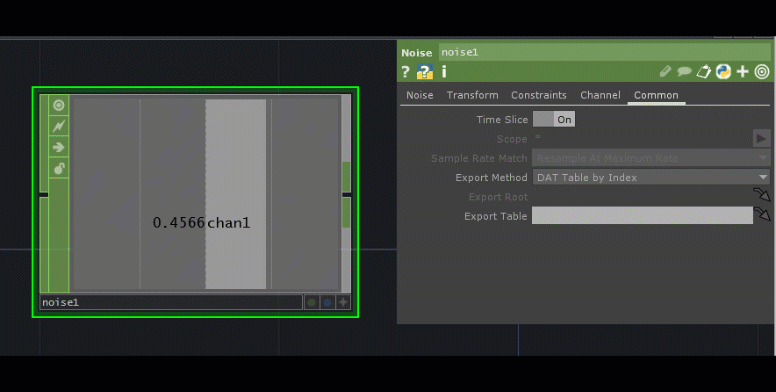 Noise noise1
? ? i
Noise Transform Constraints Channel Common
Time Slice On
Scope *
Sample Rate Match Resample At Maximum Rate
Export Method DAT Table by Index
Export Root
Export Table
0.4566 chan1
noise1